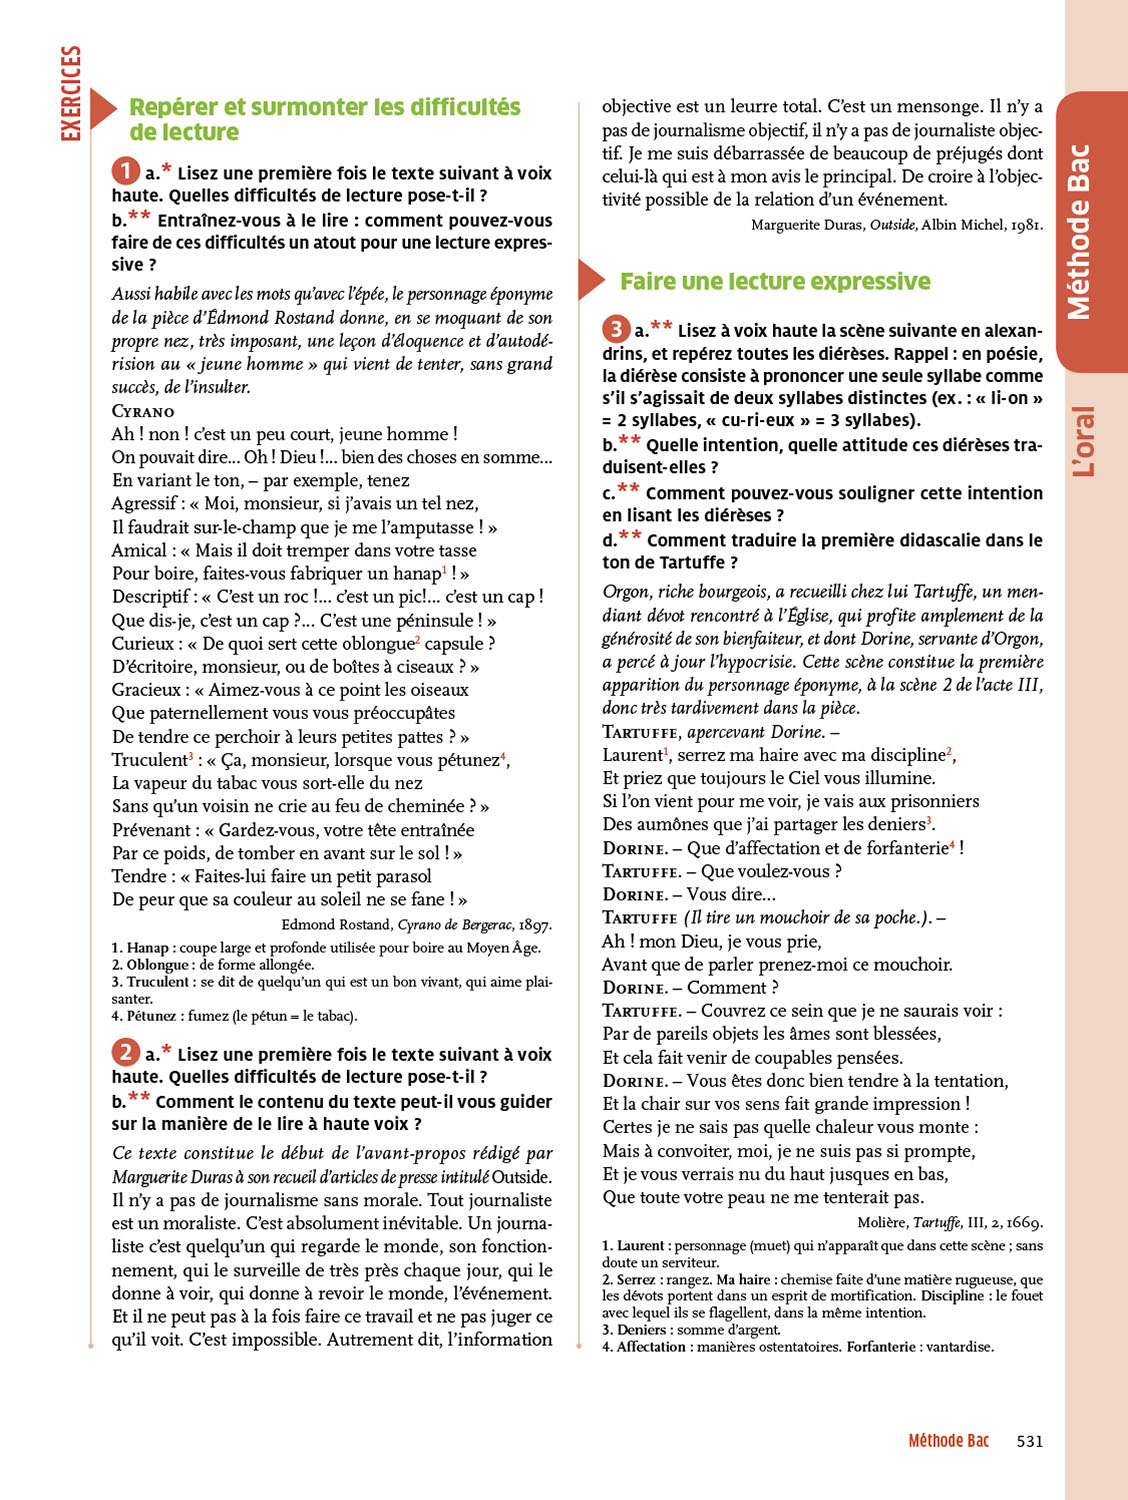 EXERCICES
Repérer et surmonter les difficultés
de lecture
1 a.* Lisez une première fois le texte suivant à voix
haute. Quelles difficultés de lecture pose-t-il ?
b.** Entraînez-vous à le lire : comment pouvez-vous
faire de ces difficultés un atout pour une lecture expres-
sive ?
Aussi habile avec les mots qu’avec l’épée, le personnage éponyme
de la pièce d’Édmond Rostand donne, en se moquant de son
propre nez, très imposant, une leçon d’éloquence et d’autodé-
rision au « jeune homme » qui vient de tenter, sans grand
succès, de l’insulter.
CYRANO
Ah ! non ! c’est un peu court, jeune homme !
On pouvait dire... Oh ! Dieu !... bien des choses en somme...
En variant le ton, – par exemple, tenez
Agressif : « Moi, monsieur, si j’avais un tel nez,
Il faudrait sur-le-champ que je me l’amputasse ! »
Amical : « Mais il doit tremper dans votre tasse
Pour boire, faites-vous fabriquer un hanap1 ! »
Descriptif : « C’est un roc !... c’est un pic!... c’est un cap !
Que dis-je, c’est un cap ?... C’est une péninsule ! »
Curieux : « De quoi sert cette oblongue2 capsule ?
D’écritoire, monsieur, ou de boîtes à ciseaux ? »
Gracieux : « Aimez-vous à ce point les oiseaux
Que paternellement vous vous préoccupâtes
De tendre ce perchoir à leurs petites pattes ? »
Truculent3 : « Ça, monsieur, lorsque vous pétunez4,
La vapeur du tabac vous sort-elle du nez
Sans qu’un voisin ne crie au feu de cheminée ? »
Prévenant : « Gardez-vous, votre tête entraînée
Par ce poids, de tomber en avant sur le sol ! »
Tendre : « Faites-lui faire un petit parasol
De peur que sa couleur au soleil ne se fane ! »
Edmond Rostand, Cyrano de Bergerac, 1897.
1. Hanap : coupe large et profonde utilisée pour boire au Moyen Âge.
2. Oblongue : de forme allongée.
3. Truculent : se dit de quelqu’un qui est un bon vivant, qui aime plai-
santer.
4. Pétunez : fumez (le pétun = le tabac).
2 a.* Lisez une première fois le texte suivant à voix
haute. Quelles difficultés de lecture pose-t-il ?
b.** Comment le contenu du texte peut-il vous guider
sur la manière de le lire à haute voix ?
Ce texte constitue le début de l’avant-propos rédigé par
Marguerite Duras à son recueil d’articles de presse intitulé Outside.
Il n’y a pas de journalisme sans morale. Tout journaliste
est un moraliste. C’est absolument inévitable. Un journa-
liste c’est quelqu’un qui regarde le monde, son fonction-
nement, qui le surveille de très près chaque jour, qui le
donne à voir, qui donne à revoir le monde, l’événement.
Et il ne peut pas à la fois faire ce travail et ne pas juger ce
qu’il voit. C’est impossible. Autrement dit, l’information
objective est un leurre total. C’est un mensonge. Il n’y a
pas de journalisme objectif, il n’y a pas de journaliste objec-
tif. Je me suis débarrassée de beaucoup de préjugés dont
celui-là qui est à mon avis le principal. De croire à l’objec-
tivité possible de la relation d’un événement.
Marguerite Duras, Outside, Albin Michel, 1981.
Faire une lecture expressive
3 a.** Lisez à voix haute la scène suivante en alexan-
drins, et repérez toutes les diérèses. Rappel : en poésie,
la diérèse consiste à prononcer une seule syllabe comme
s’il s’agissait de deux syllabes distinctes (ex. : « li-on »
= 2 syllabes, « cu-ri-eux » = 3 syllabes).
b.** Quelle intention, quelle attitude ces diérèses tra-
duisent-elles ?
c.** Comment pouvez-vous souligner cette intention
en lisant les diérèses ?
d.** Comment traduire la première didascalie dans le
ton de Tartuffe ?
Orgon, riche bourgeois, a recueilli chez lui Tartuffe, un men-
diant dévot rencontré à l’Église, qui profite amplement de la
générosité de son bienfaiteur, et dont Dorine, servante d’Orgon,
a percé à jour l’hypocrisie. Cette scène constitue la première
apparition du personnage éponyme, à la scène 2 de l’acte III,
donc très tardivement dans la pièce.
TARTUFFE, apercevant Dorine. –
Laurent1, serrez ma haire avec ma discipline2,
Et priez que toujours le Ciel vous illumine.
Si l’on vient pour me voir, je vais aux prisonniers
Des aumônes que j’ai partager les deniers3.
DORINE. – Que d’affectation et de forfanterie4 !
TARTUFFE. – Que voulez-vous ?
DORINE. – Vous dire...
TARTUFFE (Il tire un mouchoir de sa poche.). –
Ah ! mon Dieu, je vous prie,
Avant que de parler prenez-moi ce mouchoir.
DORINE. – Comment ?
TARTUFFE. – Couvrez ce sein que je ne saurais voir :
Par de pareils objets les âmes sont blessées,
Et cela fait venir de coupables pensées.
DORINE. – Vous êtes donc bien tendre à la tentation,
Et la chair sur vos sens fait grande impression !
Certes je ne sais pas quelle chaleur vous monte :
Mais à convoiter, moi, je ne suis pas si prompte,
Et je vous verrais nu du haut jusques en bas,
Que toute votre peau ne me tenterait pas.
Molière, Tartuffe, III, 2, 1669.
1. Laurent : personnage (muet) qui n’apparaît que dans cette scène ; sans
doute un serviteur.
2. Serrez : rangez. Ma haire : chemise faite d’une matière rugueuse, que
les dévots portent dans un esprit de mortification. Discipline : le fouet
avec lequel ils se flagellent, dans la même intention.
3. Deniers : somme d’argent.
4. Affectation : manières ostentatoires. Forfanterie : vantardise.
Méthode Bac
L’oral
Méthode Bac 531